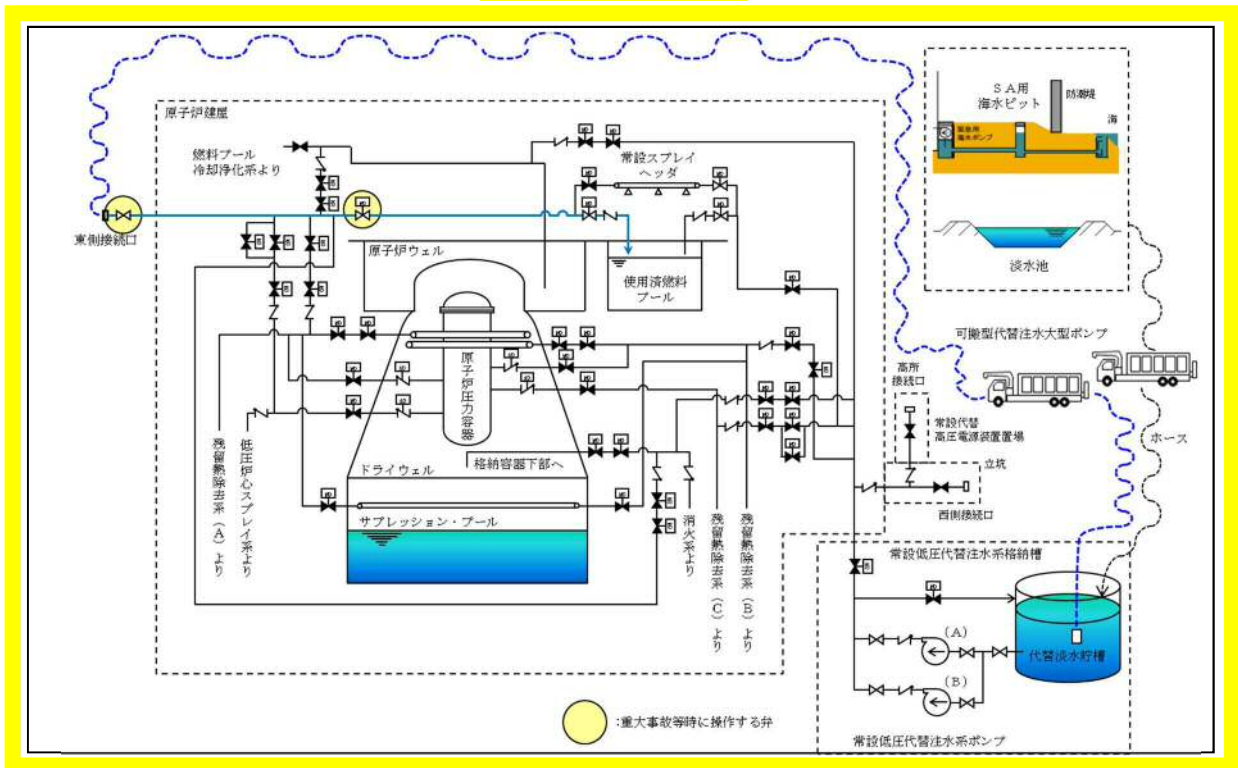 原子炉建屋
燃料プール
冷却浄化系より
常設スプレイ
ヘッダ
東側接続口
原子炉ウェル
使用済燃料
プール
原子炉圧力容器
ドライウェル
格納容器下部へ
サプレッション・プール
残留熱除去系(A)より
低圧炉心スプレイ系より
消火系より
残留熱除去系(C)より
残留熱除去系(B)より
SA用
海水ピット
防潮堤
海
緊急用
海水ポンプ
淡水池
可搬型代替注水大型ポンプ
高所
接続口
常設代替
高圧電源装置置場
立坑
西側接続口
ホース
常設低圧代替注水系格納槽
(A)
代替淡水貯槽
(B)
常設低圧代替注水系ポンプ
:重大事故等時に操作する弁